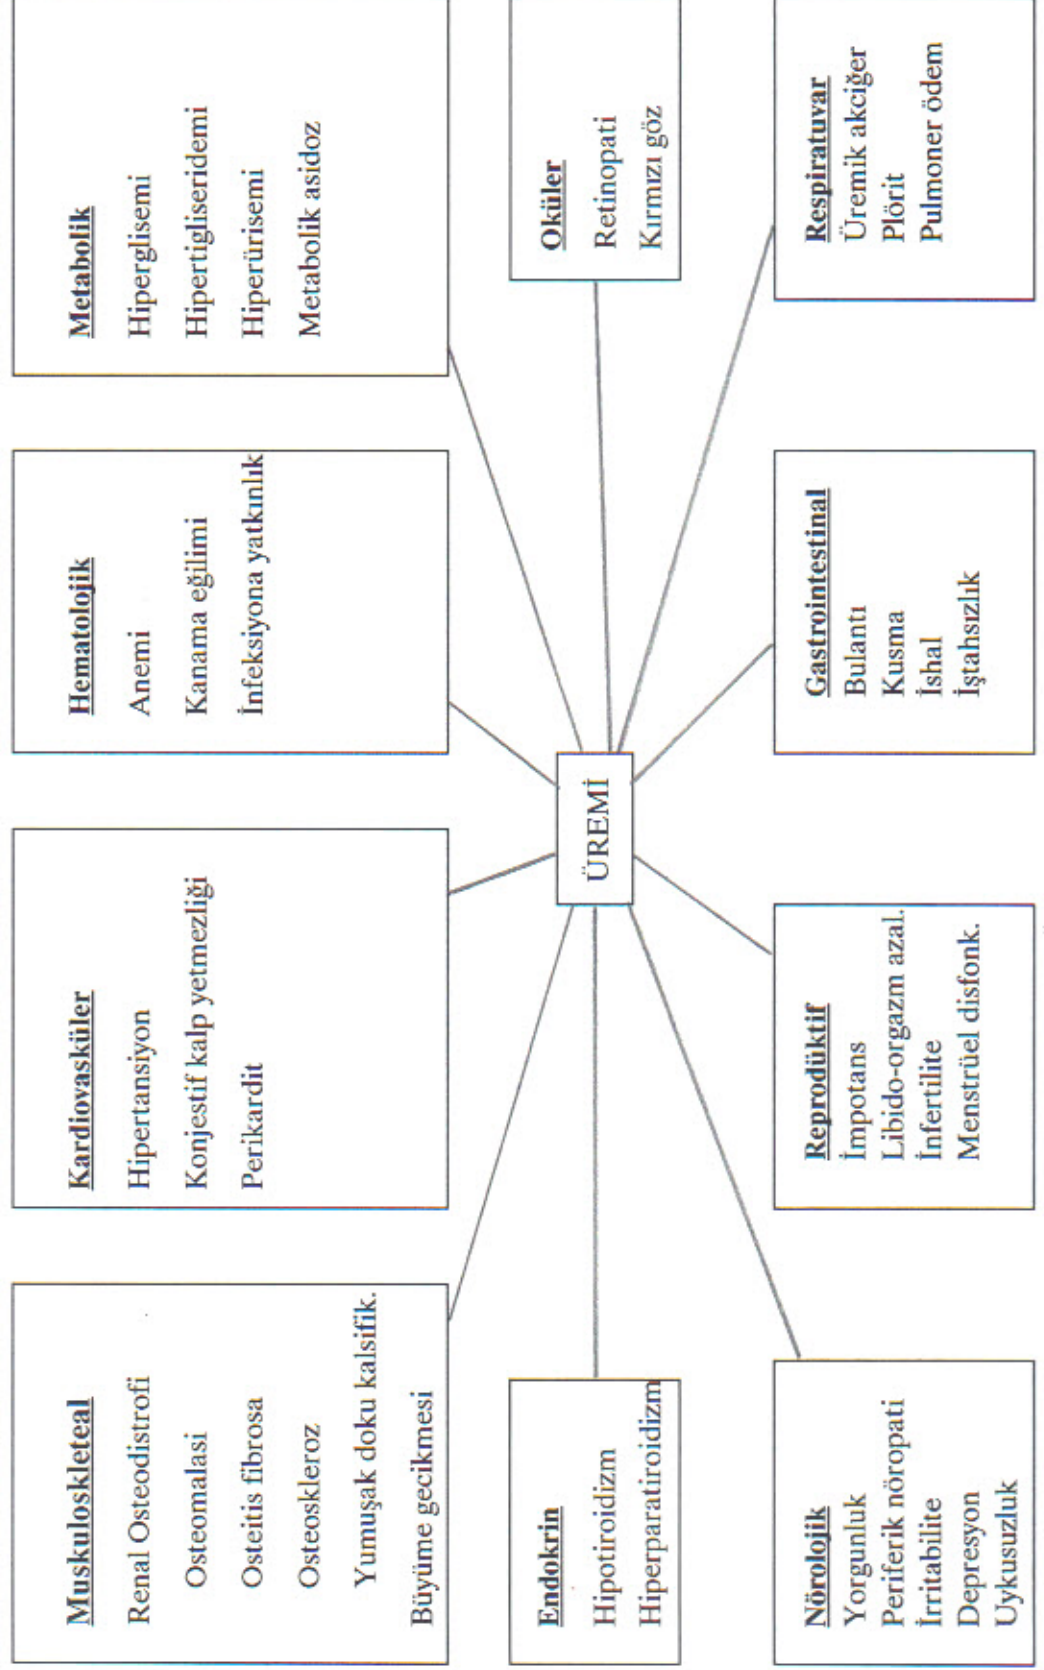 Muskuloskleteal
Renal Osteodistrofi
Osteomalasi
Osteitis fibrosa
Osteoskleroz
Yumuşak doku kalsifik.
Büyüme gecikmesi
Kardiovasküler
Hipertansiyon
Konjestif kalp yetmezliği
Perikardit
Hematolojik
Anemi
Kanama eğilimi
İnfeksiyona yatkınlık
Metabolik
Hiperglisemi
Hipertigliseridemi
Hiperürisemi
Metabolik asidoz
Endokrin
Hipotiroidizm
Hiperparatiroidizm
ÜREMİ
Oküler
Retinopati
Kırmızı göz
Nörolojik
Yorgunluk
Periferik nöropati
İrritabilite
Depresyon
Uykusuzluk
Reprodüktif
İmpotans
Libido-orgazm azal.
İnfertilite
Menstrüel disfonk.
Gastrointestinal
Bulantı
Kusma
İshal
İştahsızlık
Respiratuvar
Üremik akciğer
Plörit
Pulmoner ödem